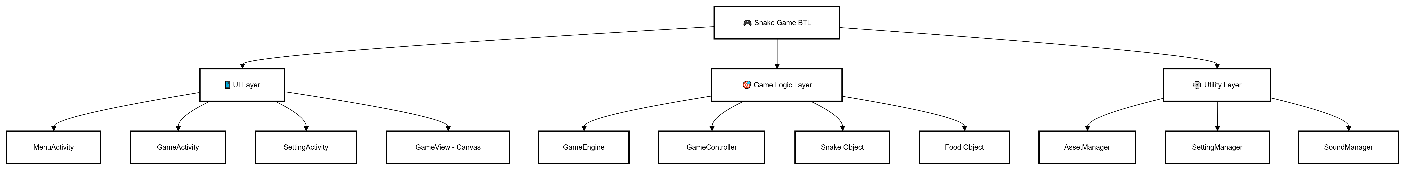 🎮 Snake Game BTL
📘 UI Layer
🎯 Game Logic Layer
Utility Layer
MenuActivity
GameActivity
SettingActivity
GameView - Canvas
GameEngine
GameController
Snake Object
Food Object
AssetManager
SettingManager
SoundManager